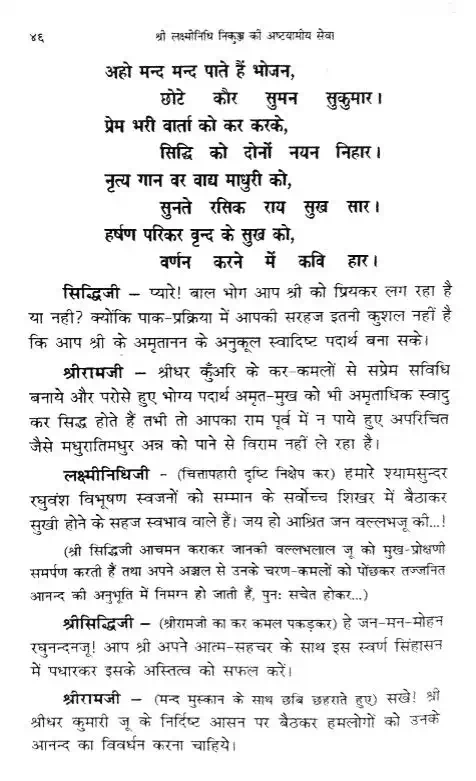 ४६ श्री लक्ष्मीनिधि निकुञ्ज की अष्टयामीय सेवा
अहो मन्द मन्द पाते हैं भोजन,
छोटे कौर सुमन सुकुमार।
प्रेम भरी वार्ता को कर करके,
सिद्धि को दोनों नयन निहार।
नृत्य गान वर वाद्य माधुरी को,
सुनते रसिक राय सुख सार।
हर्षण परिकर वृन्द के सुख को,
वर्णन करने में कवि हार।
सिद्धिजी – प्यारे! बाल भोग आप श्री को प्रियकर लग रहा है
या नही? क्योंकि पाक-प्रक्रिया में आपकी सरहज इतनी कुशल नहीं है
कि आप श्री के अमृतानन के अनुकूल स्वादिष्ट पदार्थ बना सके।
श्रीरामजी – श्रीधर कुँअरि के कर-कमलों से सप्रेम सविधि
बनाये और परोसे हुए भोग्य पदार्थ अमृत-मुख को भी अमृताधिक स्वादु
कर सिद्ध होते हैं तभी तो आपका राम पूर्व में न पाये हुए अपरिचित
जैसे मधुरातिमधुर अन्न को पाने से विराम नहीं ले रहा है।
लक्ष्मीनिधिजी - (चित्तापहारी दृष्टि निक्षेप कर) हमारे श्यामसुन्दर
रघुवंश विभूषण स्वजनों को सम्मान के सर्वोच्च शिखर में बैठाकर
सुखी होने के सहज स्वभाव वाले हैं। जय हो आश्रित जन वल्लभजू की...!
(श्री सिद्धिजी आचमन कराकर जानकी वल्लभलाल जू को मुख-प्रोक्षणी
समर्पण करती हैं तथा अपने अञ्चल से उनके चरण-कमलों को पोंछकर तज्जनित
आनन्द की अनुभूति में निमग्न हो जाती हैं, पुनः सचेत होकर...)
श्रीसिद्धिजी – (श्रीरामजी का कर कमल पकड़कर) हे जन-मन-मोहन
रघुनन्दनजू! आप श्री अपने आत्म-सहचर के साथ इस स्वर्ण सिंहासन
में पधारकर इसके अस्तित्व को सफल करें।
श्रीरामजी – (मन्द मुस्कान के साथ छबि छहराते हुए) सखे! श्री
श्रीधर कुमारी जू के निर्दिष्ट आसन पर बैठकर हमलोगों को उनके
आनन्द का विवर्धन करना चाहिये।